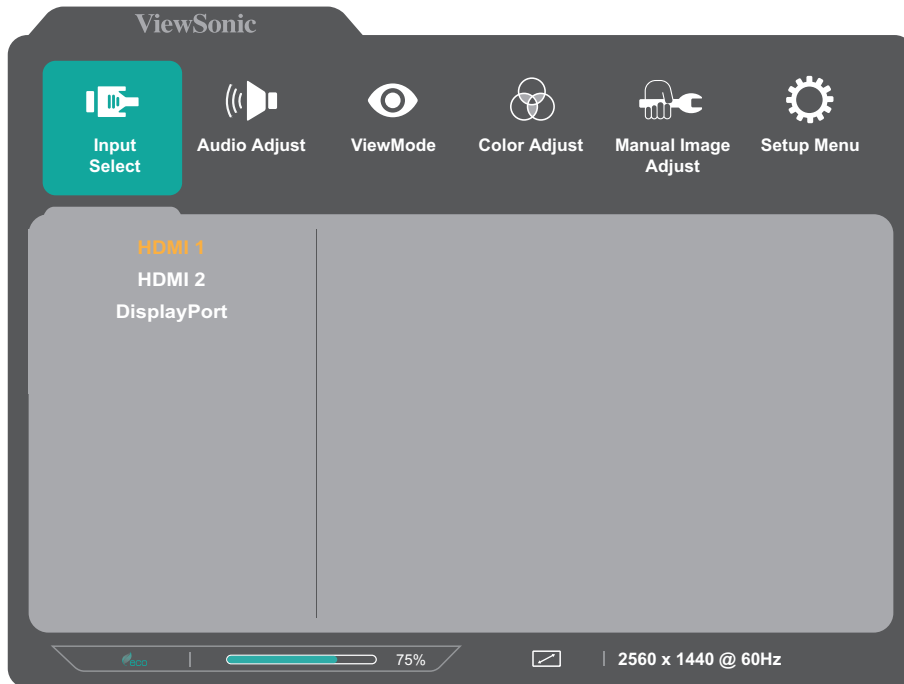 ViewSonic
Input
Select
Audio Adjust
ViewMode
Color Adjust
Manual Image
Adjust
Setup Menu
HDMI 1
HDMI 2
DisplayPort
eco
75%
2560 x 1440 @ 60Hz